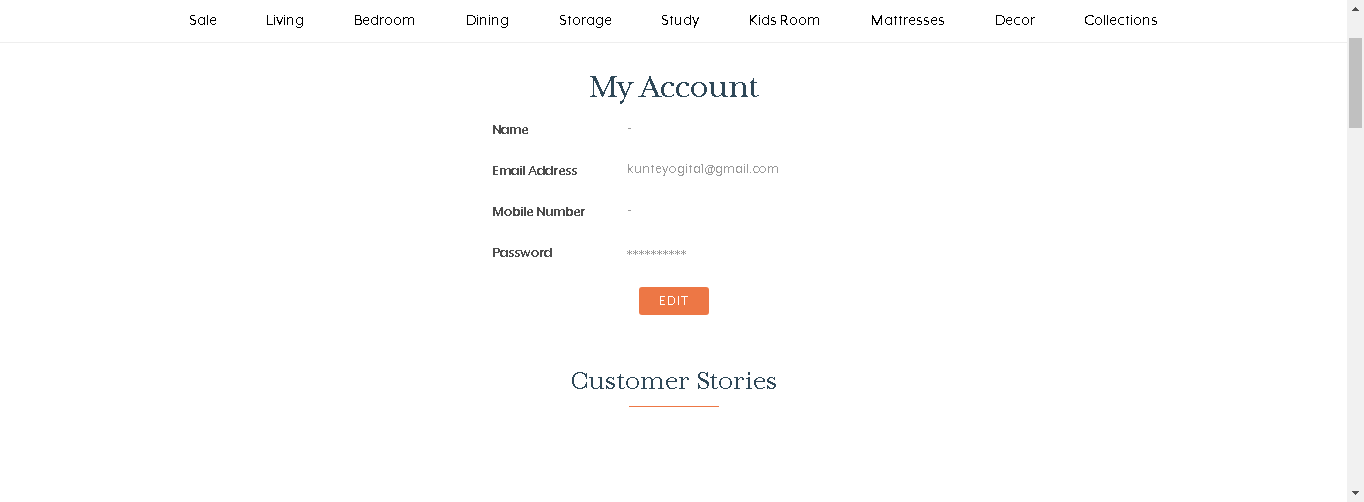 Sale Living Bedroom Dining Storage Study Kids Room Mattresses Decor Collections
My Account
Name -
Email Address kunteyogita1@gmail.com
Mobile Number -
Password **********
EDIT
Customer Stories